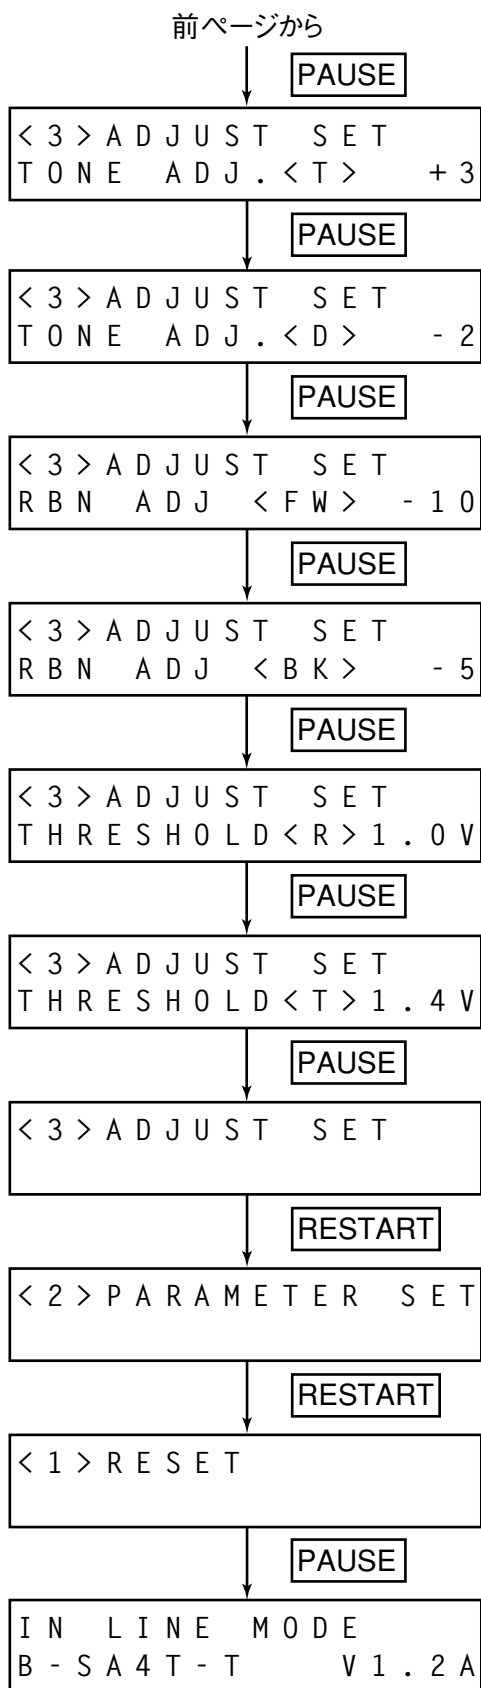 前ページから
PAUSE
<3>ADJUST SET
TONE ADJ.<T> +3
PAUSE
<3>ADJUST SET
TONE ADJ.<D> -2
PAUSE
<3>ADJUST SET
RBN ADJ <FW> -10
PAUSE
<3>ADJUST SET
RBN ADJ <BK> -5
PAUSE
<3>ADJUST SET
THRESHOLD<R>1.0V
PAUSE
<3>ADJUST SET
THRESHOLD<T>1.4V
PAUSE
<3>ADJUST SET
RESTART
<2>PARAMETER SET
RESTART
<1>RESET
PAUSE
IN LINE MODE
B-SA4T-T V1.2A